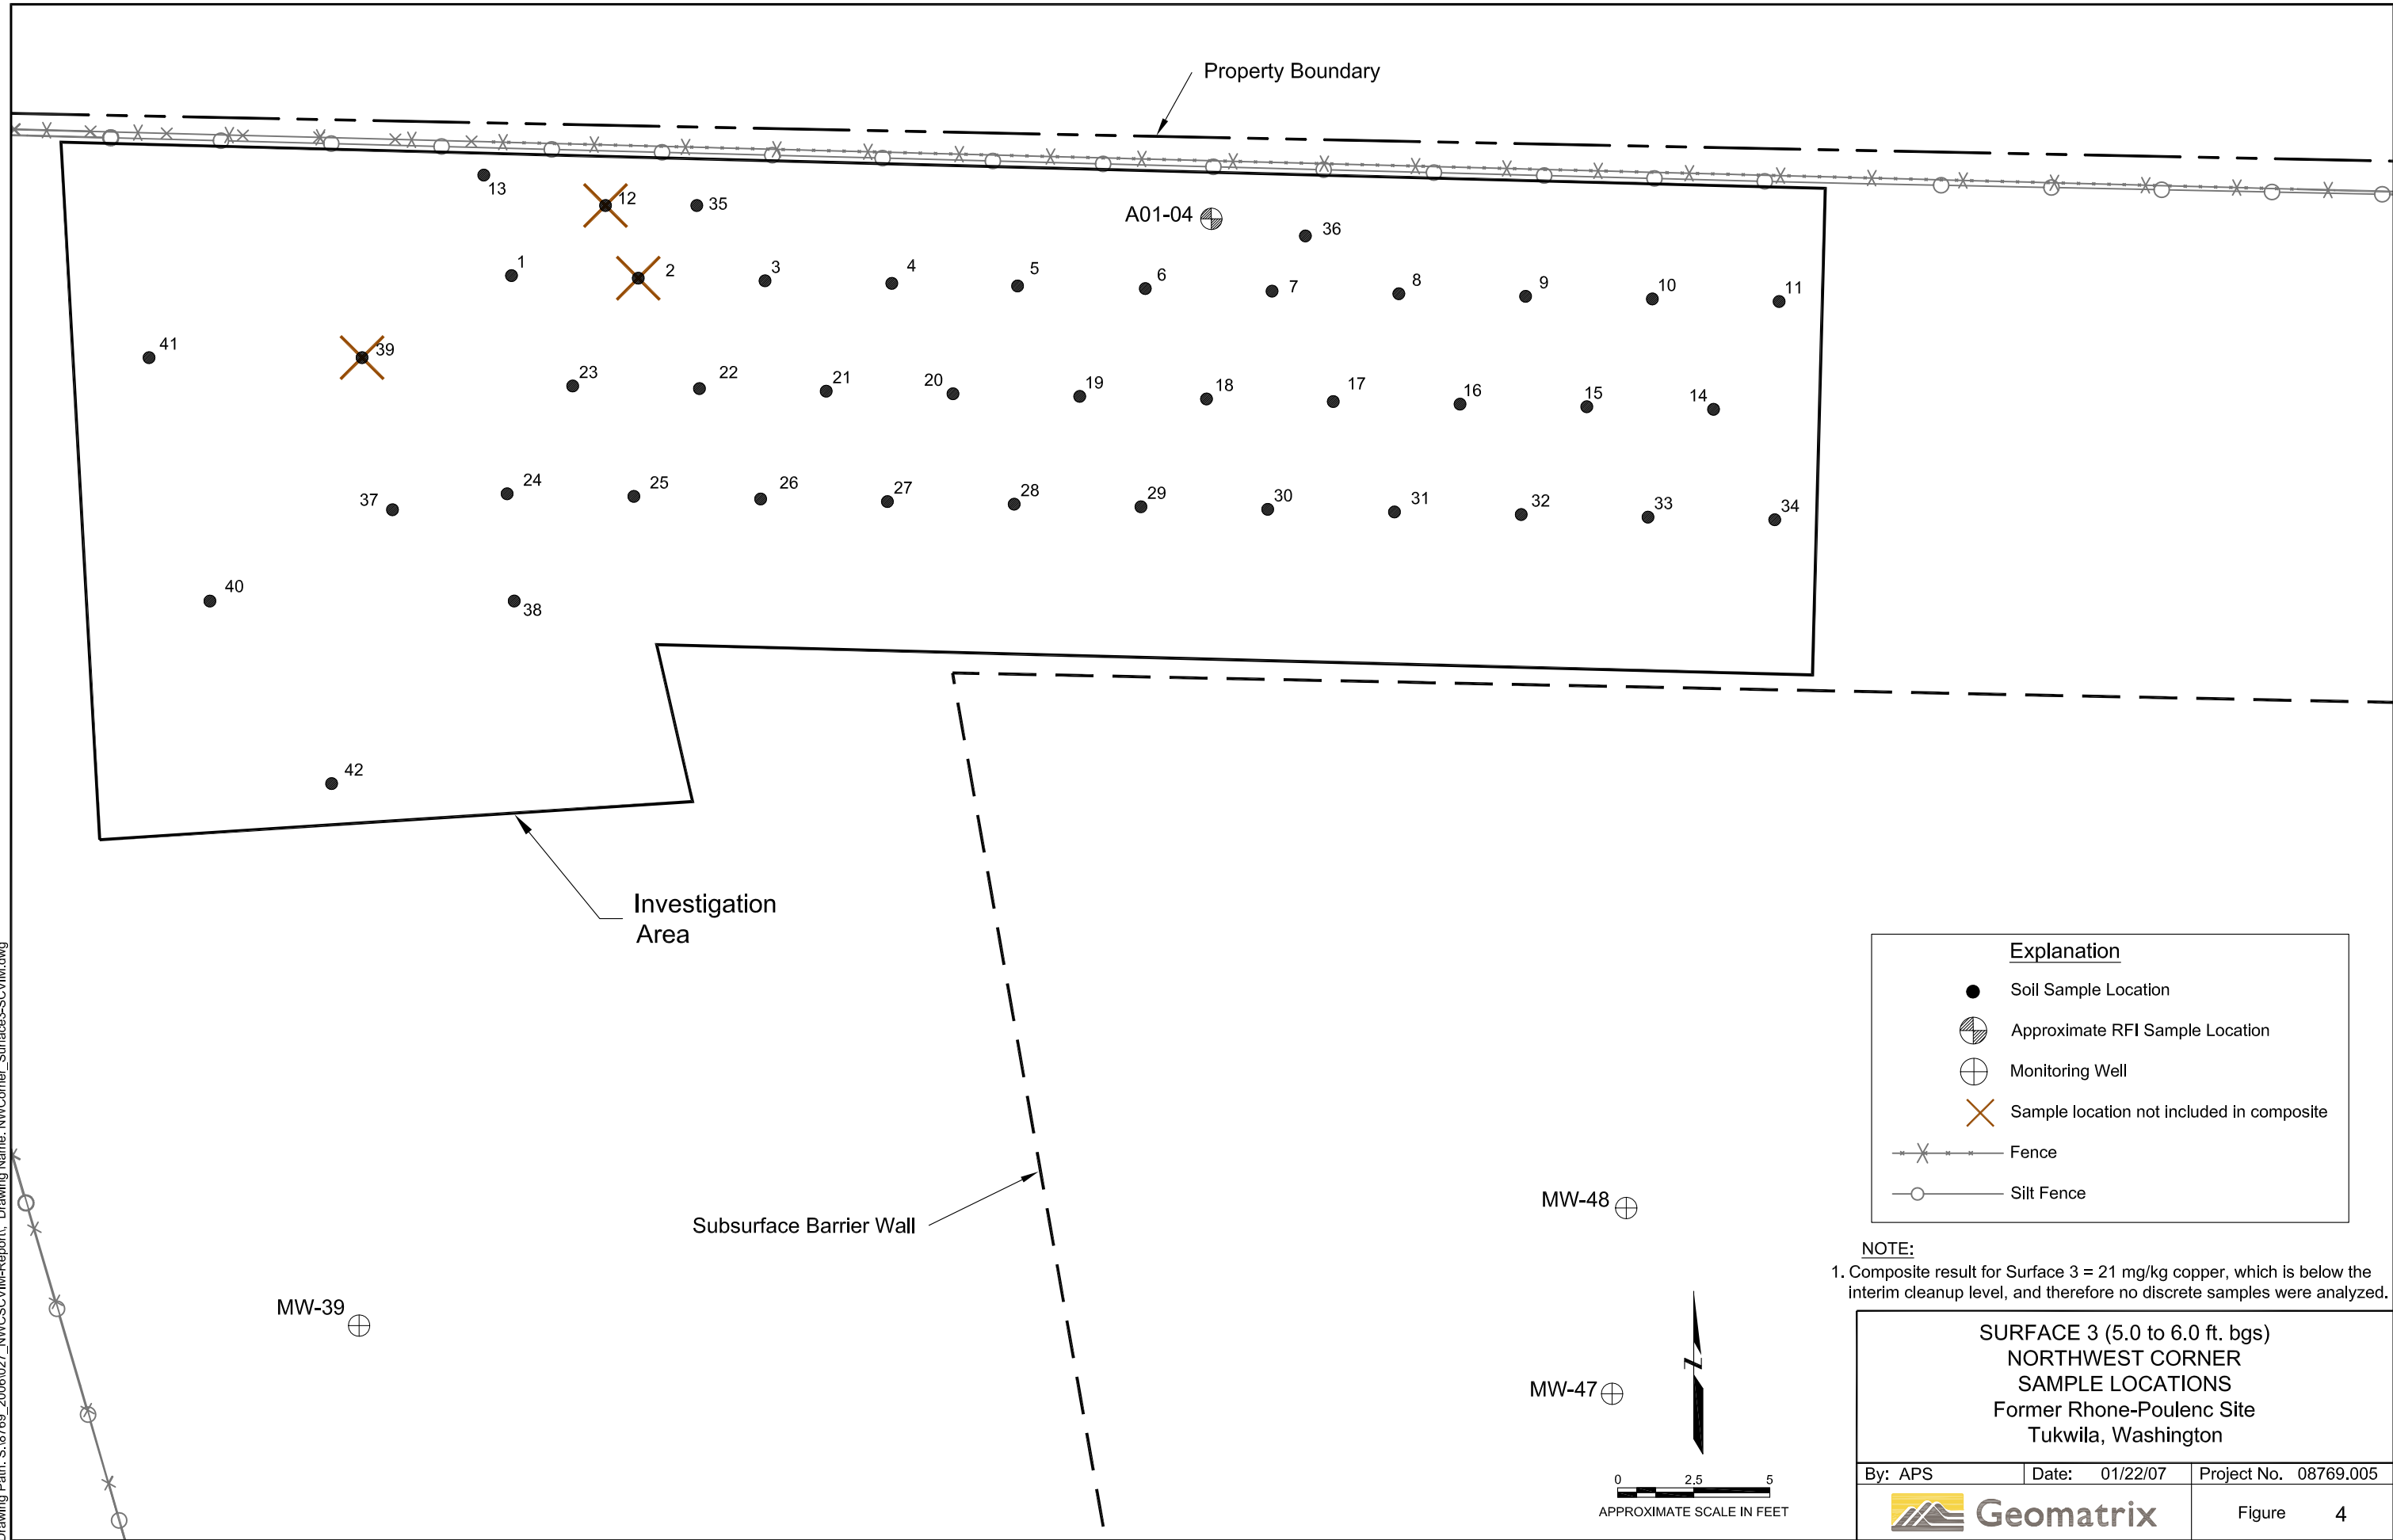 Property Boundary
13
12
35
A01-04
36
1
2
3
4
5
6
7
8
9
10
11
41
39
23
22
21
20
19
18
17
16
15
14
37
24
25
26
27
28
29
30
31
32
33
34
40
38
42
Investigation
Area
Subsurface Barrier Wall
MW-39
MW-48
MW-47
Explanation
Soil Sample Location
Approximate RFI Sample Location
Monitoring Well
Sample location not included in composite
Fence
Silt Fence
NOTE:
1. Composite result for Surface 3 = 21 mg/kg copper, which is below the
interim cleanup level, and therefore no discrete samples were analyzed.
Z
0 2.5 5
APPROXIMATE SCALE IN FEET
SURFACE 3 (5.0 to 6.0 ft. bgs)
NORTHWEST CORNER
SAMPLE LOCATIONS
Former Rhone-Poulenc Site
Tukwila, Washington
By: APS Date: 01/22/07 Project No. 08769.005
Geomatrix Figure 4